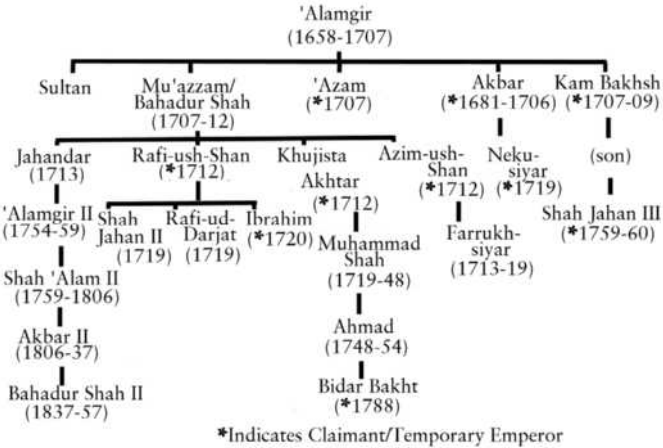 'Alamgir
(1658-1707)
Sultan
Mu'azzam/
Bahadur Shah
(1707-12)
'Azam
(*1707)
Akbar
(*1681-1706)
Kam Bakhsh
(*1707-09)
Jahandar
(1713)
Rafi-ush-Shan
(*1712)
Khujista
Akhtar
(*1712)
Azim-ush-
Shan
(*1712)
Neku-
siyar
(*1719)
(son)
'Alamgir II
(1754-59)
Shah
Jahan II
(1719)
Rafi-ud-
Darjat
(1719)
Ibrahim
(*1720)
Muhammad
Shah
(1719-48)
Farrukh-
siyar
(1713-19)
Shah Jahan III
(*1759-60)
Shah 'Alam II
(1759-1806)
Ahmad
(1748-54)
Akbar II
(1806-37)
Bidar Bakht
(*1788)
Bahadur Shah II
(1837-57)
*Indicates Claimant/Temporary Emperor